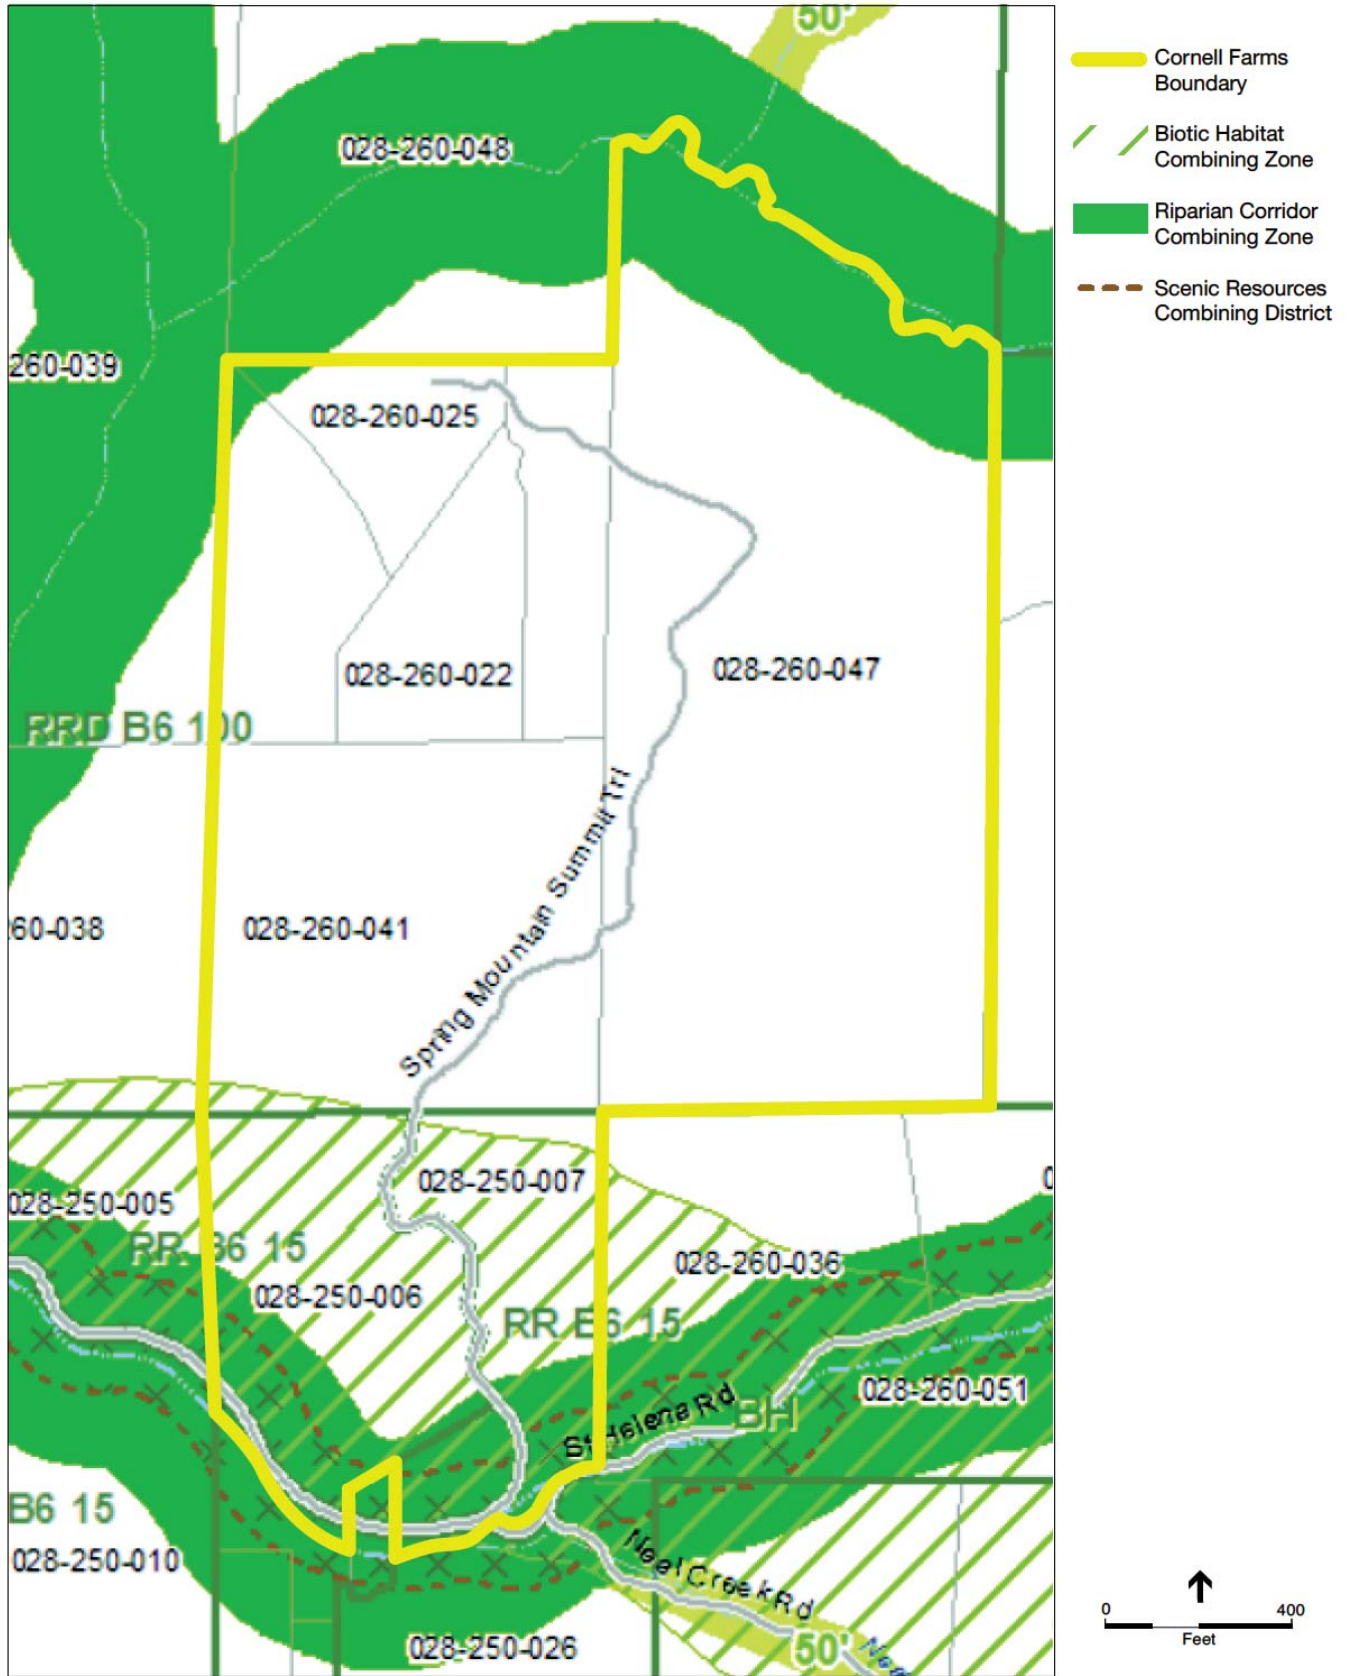 50'
Cornell Farms
Boundary
Biotic Habitat
Combining Zone
028-260-048
Riparian Corridor
Combining Zone
Scenic Resources
Combining District
260-039
028-260-025
028-260-022
028-260-047
RRD B6 100
Spring Mountain Summit Trl
60-038
028-260-041
028-250-007
028-250-005
RR B6 15
028-260-036
028-250-006
RR B6 15
028-260-051
BH
St Helena Rd
B6 15
028-250-010
Neal Creek Rd
028-250-026
50'
0 400
Feet